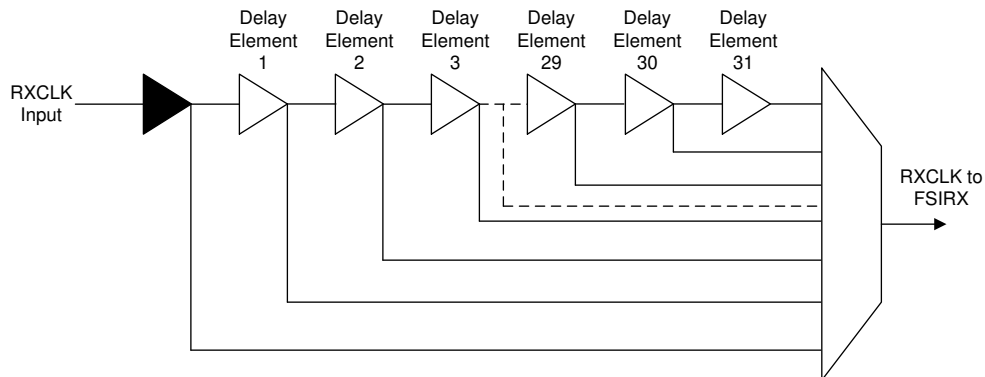 Delay
Element
1
Delay
Element
2
Delay
Element
3
Delay
Element
29
Delay
Element
30
Delay
Element
31
RXCLK
Input
RXCLK to
FSIRX